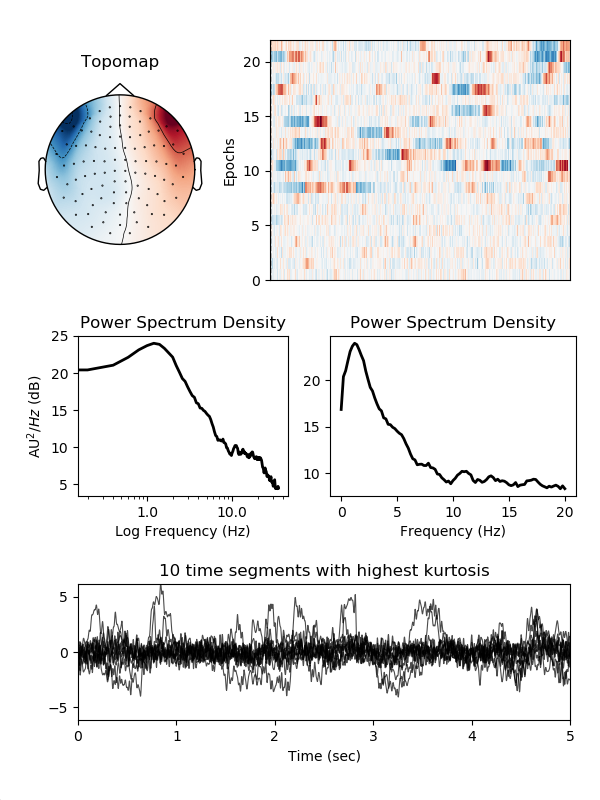 Topomap
Epochs
20
15
10
5
0
Power Spectrum Density
AU²/Hz (dB)
25
20
15
10
5
1.0 10.0
Log Frequency (Hz)
Power Spectrum Density
20
15
10
0 5 10 15 20
Frequency (Hz)
10 time segments with highest kurtosis
5
0
−5
0 1 2 3 4 5
Time (sec)